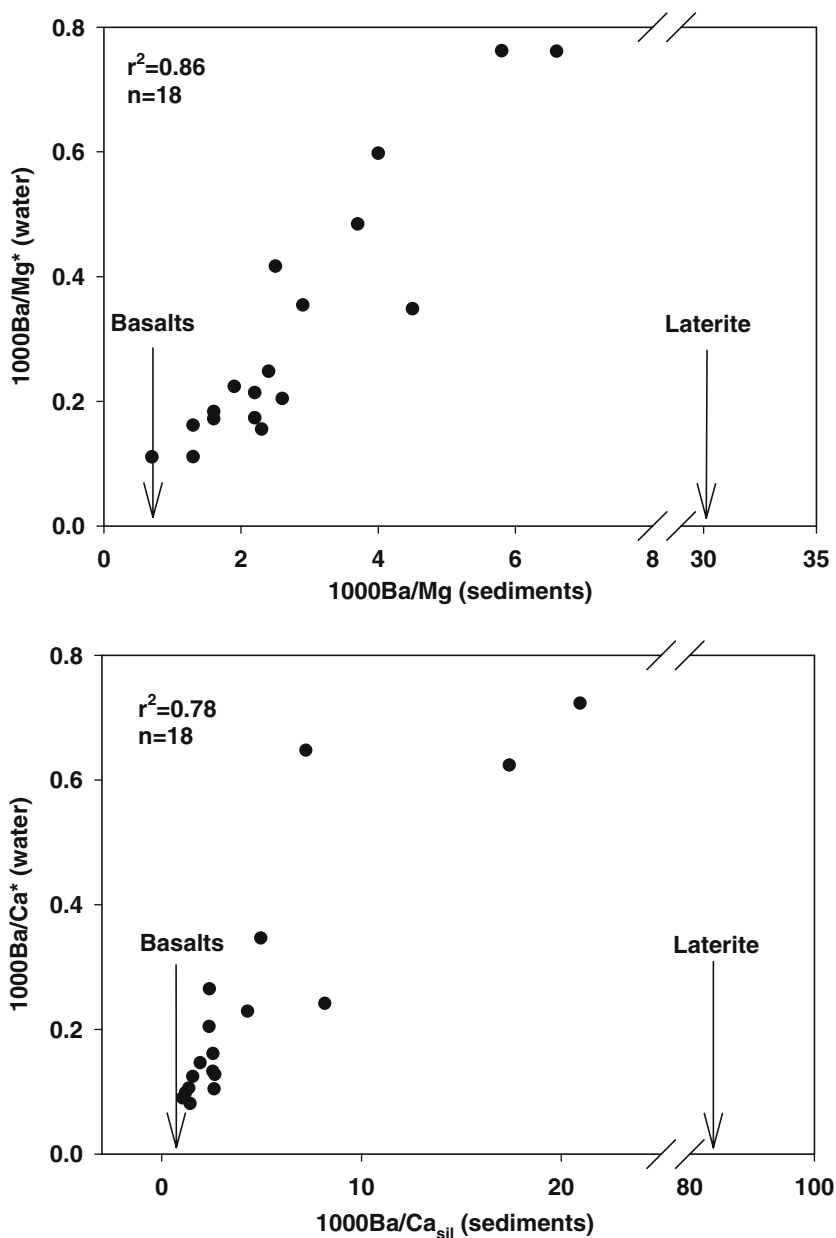 0.8
r²=0.86
n=18
0.6
1000Ba/Mg* (water)
0.4
Basalts
Laterite
0.2
0.0
0 2 4 6 8 30 35
1000Ba/Mg (sediments)
0.8
r²=0.78
n=18
0.6
1000Ba/Ca* (water)
0.4
Basalts
Laterite
0.2
0.0
0 10 20 80 100
1000Ba/Ca_sil (sediments)